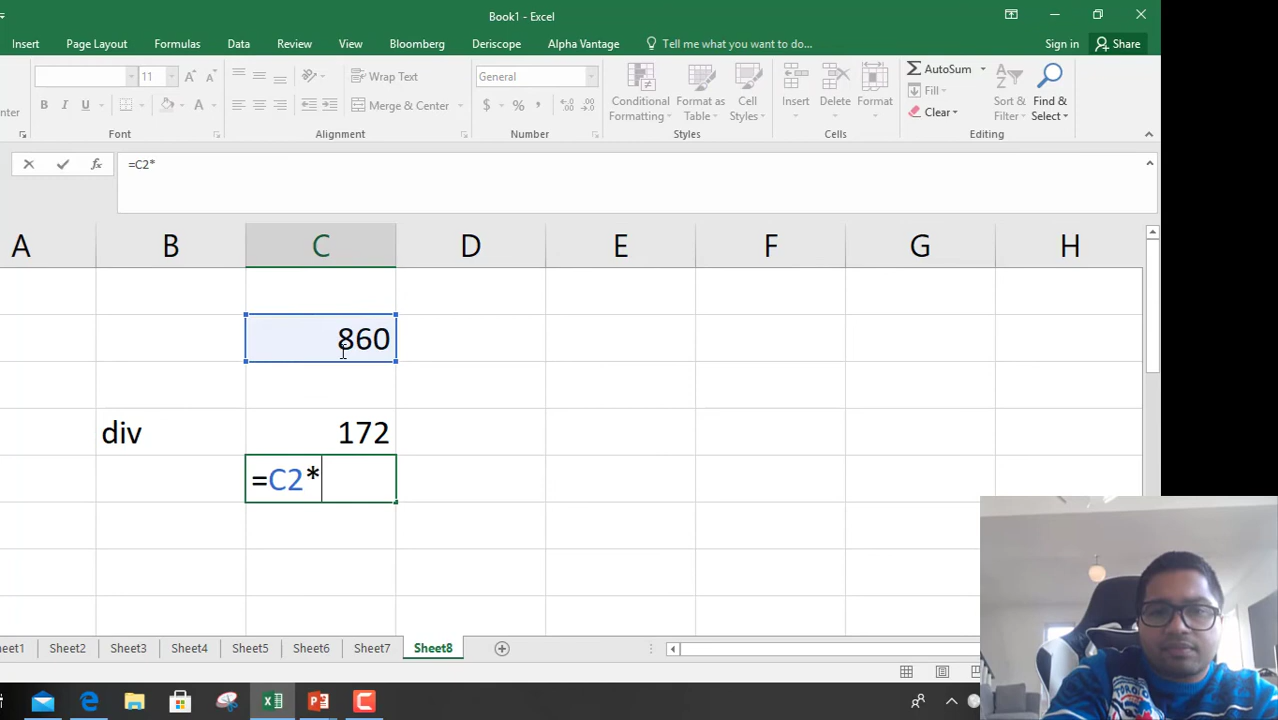 Book1 - Excel
Insert Page Layout Formulas Data Review View Bloomberg Deriscope Alpha Vantage Tell me what you want to do... Sign in Share
11 Wrap Text General AutoSum
Fill
Merge & Center $ % , Conditional Formatting Format as Table Cell Styles Insert Delete Format Clear Sort & Filter Find & Select
Font Alignment Number Styles Cells Editing
fx =C2*
A B C D E F G H
860
div 172
=C2*
Sheet2 Sheet3 Sheet4 Sheet5 Sheet6 Sheet7 Sheet8